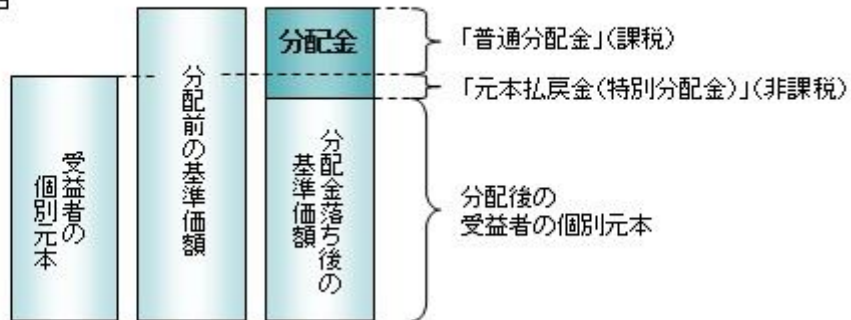 受益者の
個別元本
分配前の基準価額
分配金
分配金落ち後の
基準価額
「普通分配金」(課税)
「元本払戻金(特別分配金)」(非課税)
分配後の
受益者の個別元本